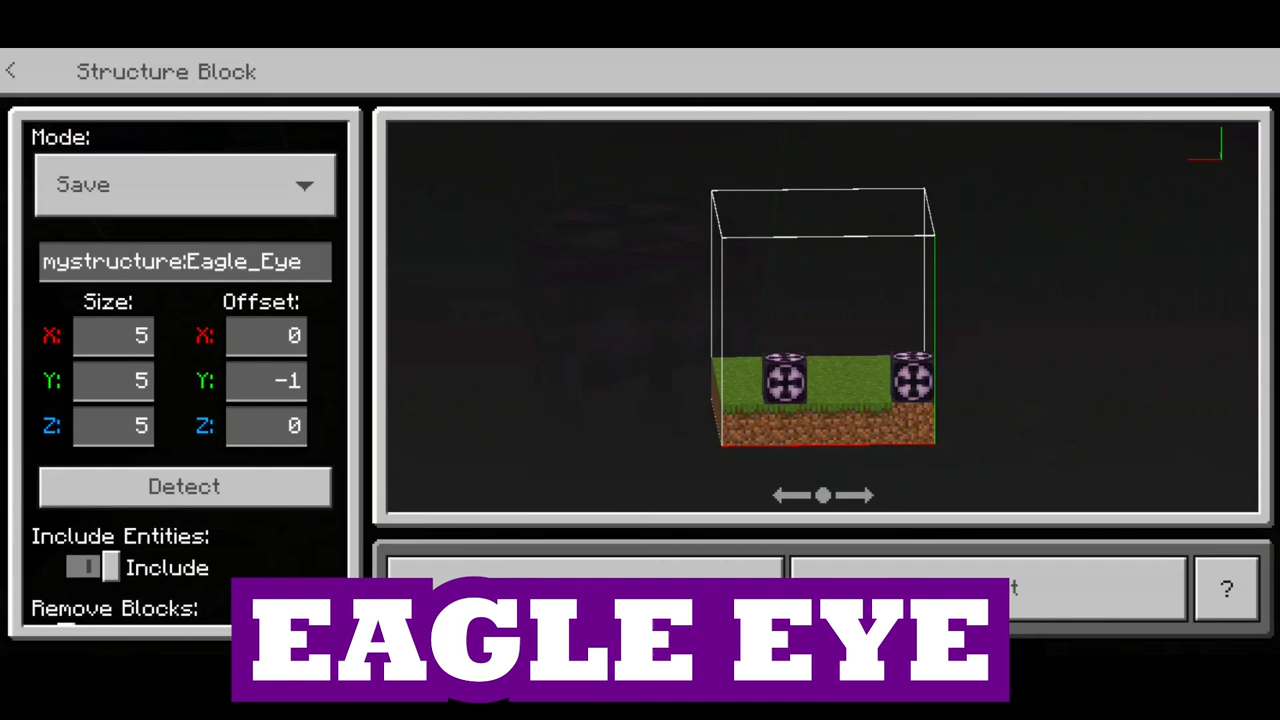 Structure Block
Mode:
Save
mystructure:Eagle_Eye
Size: Offset:
X: 5 X: 0
Y: 5 Y: -1
Z: 5 Z: 0
Detect
Include Entities:
Include
Remove Blocks:
?
EAGLE EYE